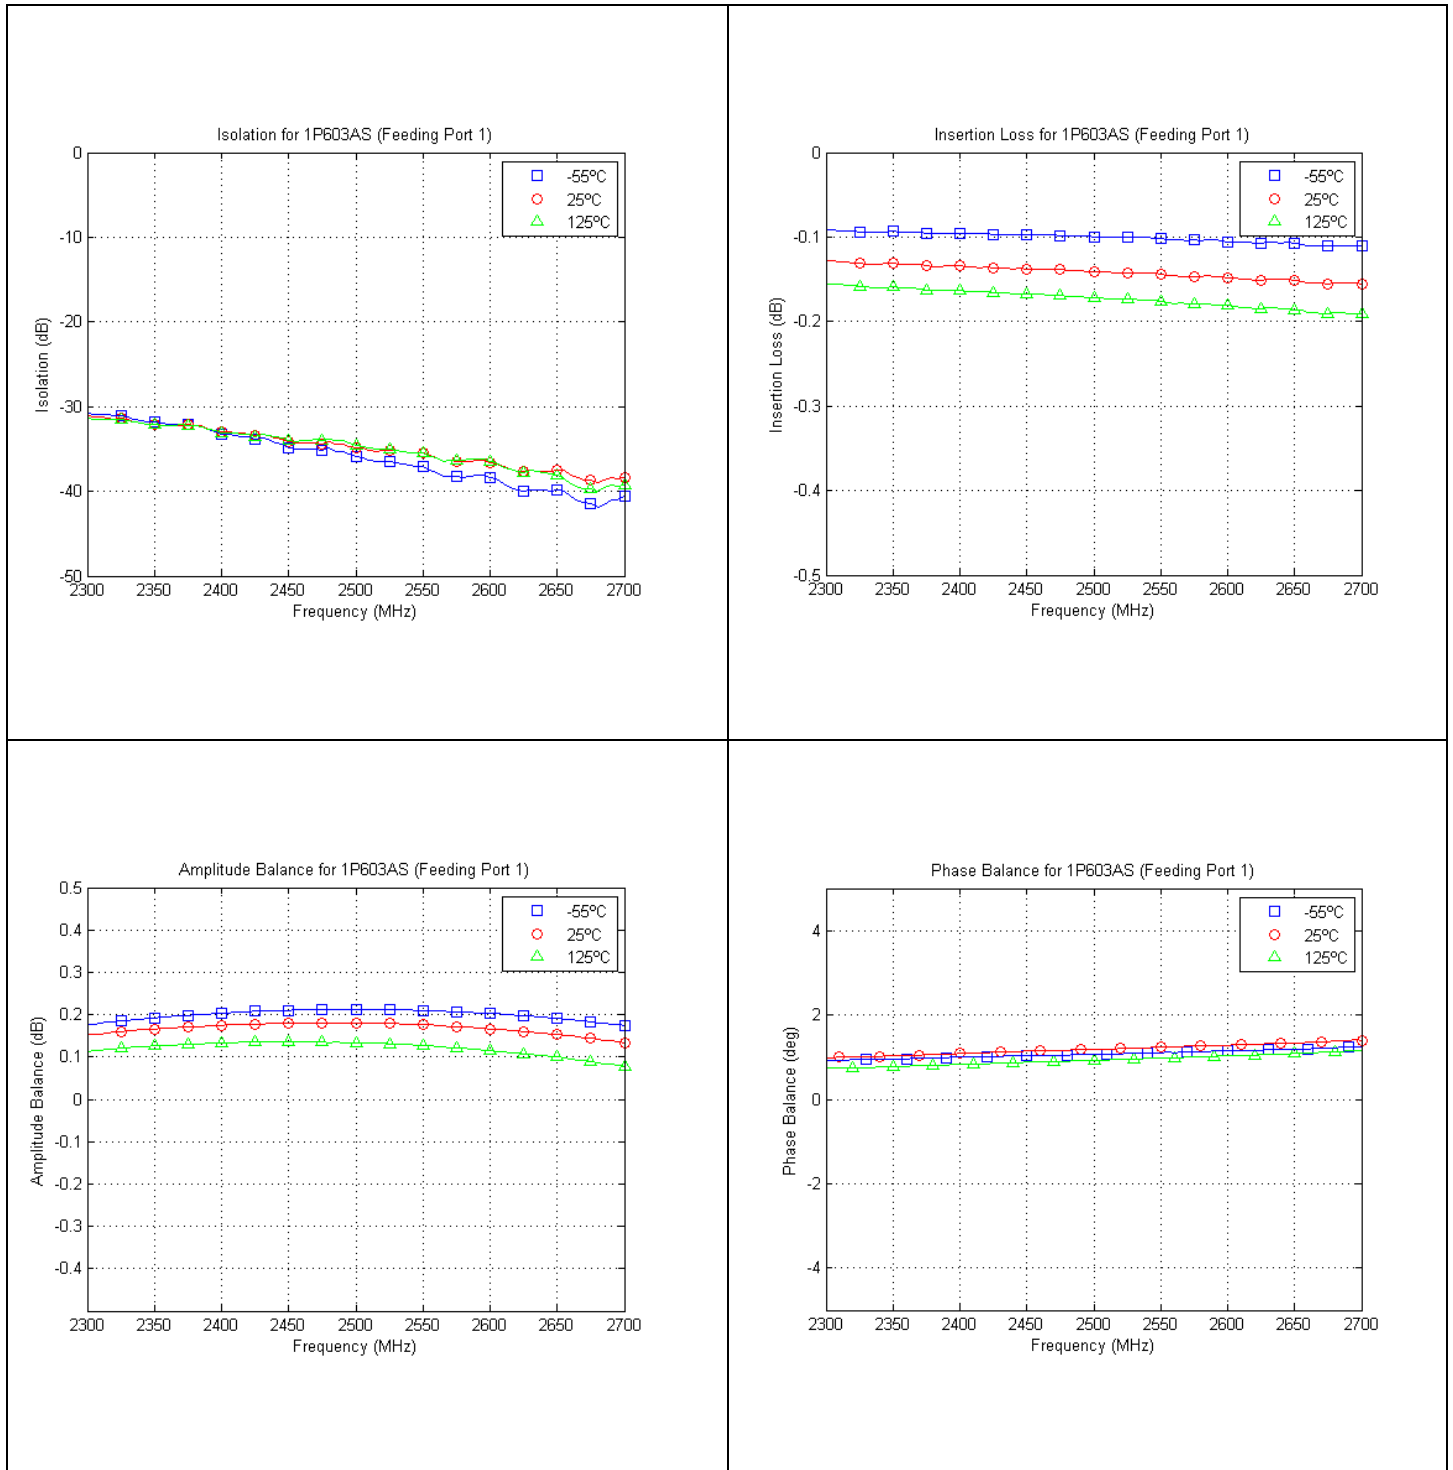 Isolation for 1P603AS (Feeding Port 1)
0
-10
-20
-30
-40
-50
Isolation (dB)
-55ºC
25ºC
125ºC
2300 2350 2400 2450 2500 2550 2600 2650 2700
Frequency (MHz)
Insertion Loss for 1P603AS (Feeding Port 1)
0
-0.1
-0.2
-0.3
-0.4
-0.5
Insertion Loss (dB)
-55ºC
25ºC
125ºC
2300 2350 2400 2450 2500 2550 2600 2650 2700
Frequency (MHz)
Amplitude Balance for 1P603AS (Feeding Port 1)
0.5
0.4
0.3
0.2
0.1
0
-0.1
-0.2
-0.3
-0.4
Amplitude Balance (dB)
-55ºC
25ºC
125ºC
2300 2350 2400 2450 2500 2550 2600 2650 2700
Frequency (MHz)
Phase Balance for 1P603AS (Feeding Port 1)
4
2
0
-2
-4
Phase Balance (deg)
-55ºC
25ºC
125ºC
2300 2350 2400 2450 2500 2550 2600 2650 2700
Frequency (MHz)